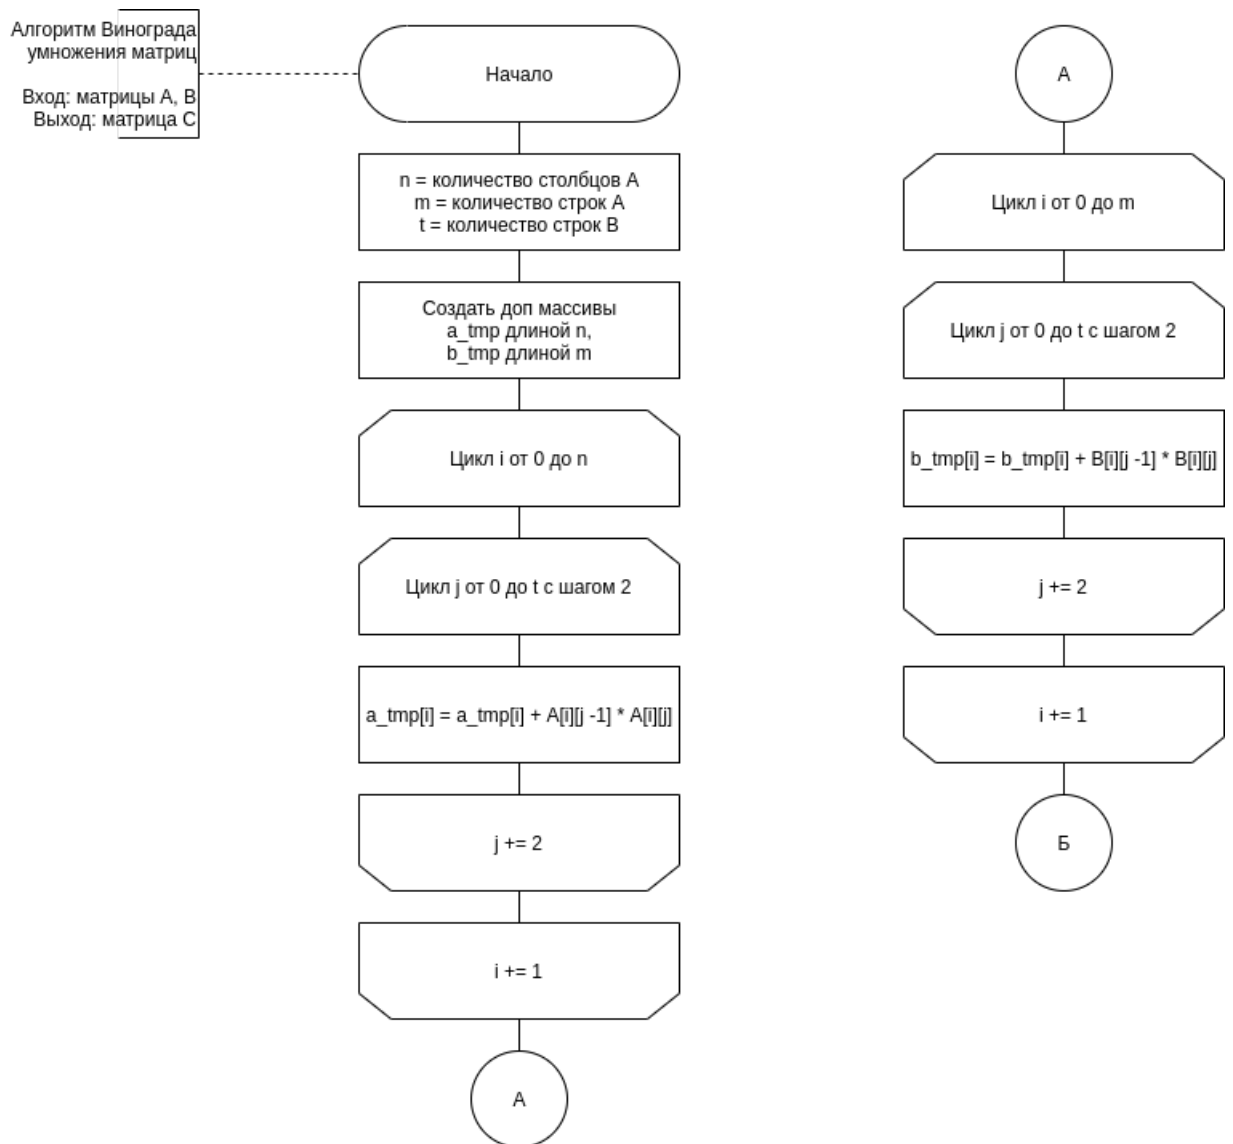 Алгоритм Винограда
умножения матриц
Вход: матрицы А, В
Выход: матрица С
Начало
n = количество столбцов А
m = количество строк А
t = количество строк В
Создать доп массивы
a_tmp длиной n,
b_tmp длиной m
Цикл i от 0 до n
Цикл j от 0 до t с шагом 2
a_tmp[i] = a_tmp[i] + A[i][j -1] * A[i][j]
j += 2
i += 1
А
А
Цикл i от 0 до m
Цикл j от 0 до t с шагом 2
b_tmp[i] = b_tmp[i] + B[i][j -1] * B[i][j]
j += 2
i += 1
Б